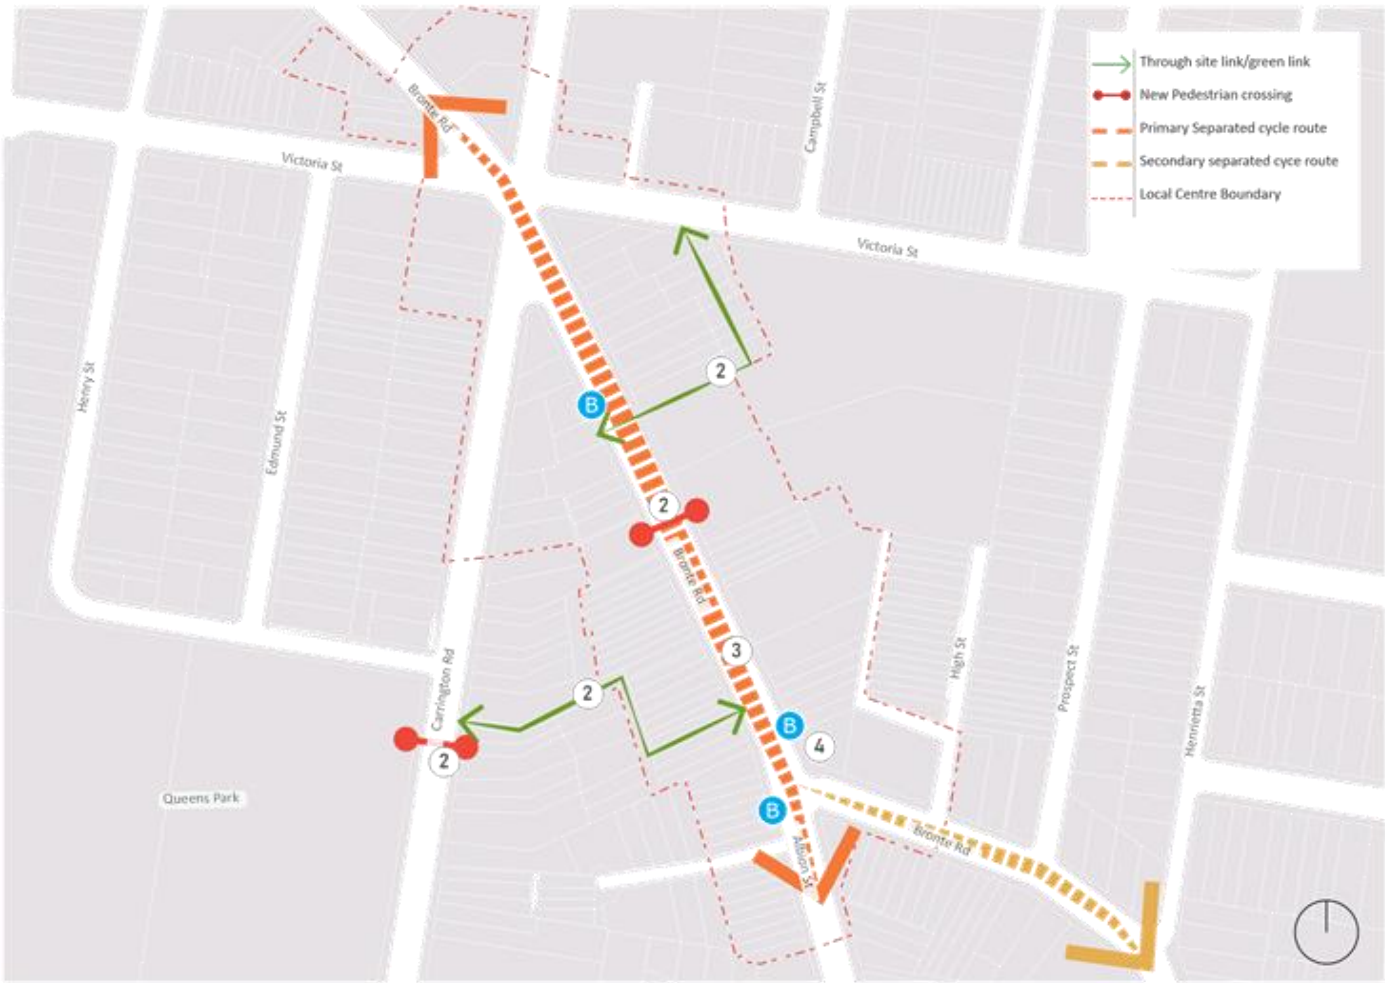 Through site link/green link
New Pedestrian crossing
Primary Separated cycle route
Secondary separated cyce route
Local Centre Boundary
Bronte Rd
Campbell St
Victoria St
Victoria St
Henry St
2
B
Edmund St
2
Bronte Rd
3
High St
Prospect St
Carrington Rd
2
Henrietta St
B
4
2
Queens Park
B
Bronte Rd
Albion St